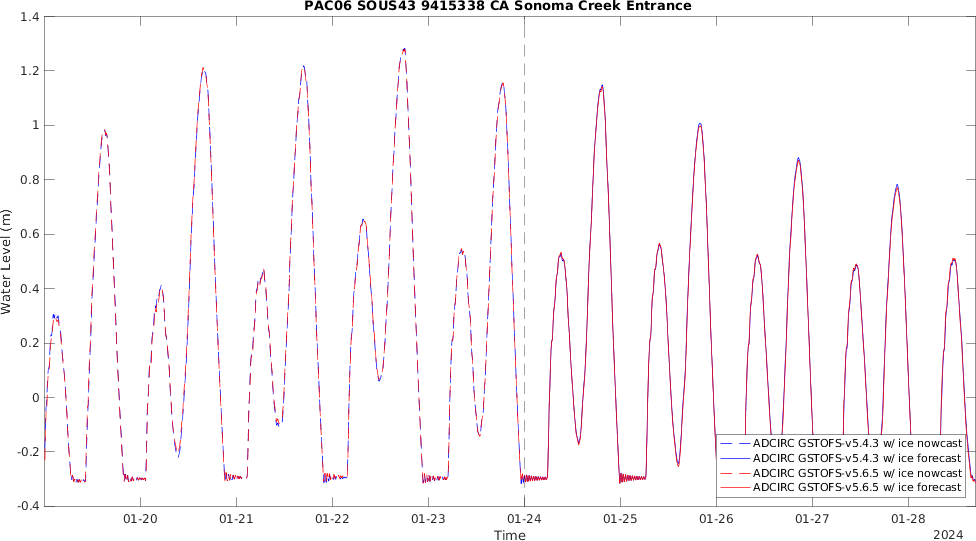 PAC06 SOUS43 9415338 CA Sonoma Creek Entrance
1.4
1.2
1
0.8
0.6
0.4
0.2
0
-0.2
-0.4
Water Level (m)
ADCIRC GSTOFS-v5.4.3 w/ ice nowcast
ADCIRC GSTOFS-v5.4.3 w/ ice forecast
ADCIRC GSTOFS-v5.6.5 w/ ice nowcast
ADCIRC GSTOFS-v5.6.5 w/ ice forecast
01-20 01-21 01-22 01-23 01-24 01-25 01-26 01-27 01-28
Time
2024